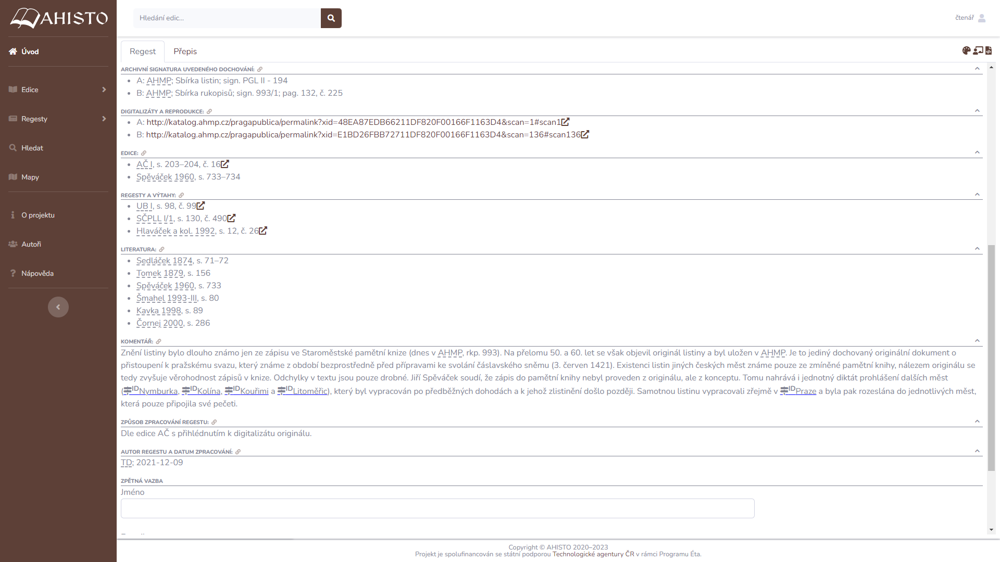 AHISTO
Hledání edic...
čtenář
Úvod
Edice
Regesty
Hledat
Mapy
O projektu
Autoři
Nápověda
Regest
Přepis
ARCHIVNÍ SIGNATURA UVEDENÉHO DOCHOVÁNÍ:
A: AHMP; Sbírka listin; sign. PGL II - 194
B: AHMP; Sbírka rukopisů; sign. 993/1; pag. 132, č. 225
DIGITALIZÁTY A REPRODUKCE:
A: http://katalog.ahmp.cz/pragapublica/permalink?xid=48EA87EDB66211DF820F00166F1163D4&scan=1#scan1
B: http://katalog.ahmp.cz/pragapublica/permalink?xid=E1BD26FBB72711DF820F00166F1163D4&scan=136#scan136
EDICE:
AČ I, s. 203–204, č. 16
Spěváček 1960, s. 733–734
REGESTY A VÝTAHY:
UB I, s. 98, č. 99
SČPLL I/1, s. 130, č. 490
Hlaváček a kol. 1992, s. 12, č. 26
LITERATURA:
Sedláček 1874, s. 71–72
Tomek 1879, s. 156
Spěváček 1960, s. 733
Šmahel 1993-III, s. 80
Kavka 1998, s. 89
Čornej 2000, s. 286
KOMENTÁŘ:
Znění listiny bylo dlouho známo jen ze zápisu ve Staroměstské pamětní knize (dnes v AHMP, rkp. 993). Na přelomu 50. a 60. let se však objevil originál listiny a byl uložen v AHMP. Je to jediný dochovaný originální dokument o
přistoupení k pražskému svazu, který známe z období bezprostředně před přípravami ke svolání čáslavského sněmu (3. červen 1421). Existenci listin jiných českých měst známe pouze ze zmíněné pamětní knihy, nálezem originálu se
tedy zvyšuje věrohodnost zápisů v knize. Odchylky v textu jsou pouze drobné. Jiří Spěváček soudí, že zápis do pamětní knihy nebyl proveden z originálu, ale z konceptu. Tomu nahrává i jednotný diktát prohlášení dalších měst
(IDNymburka, IDKolína, IDKouřimi a IDLitoměřic), který byl vypracován po předběžných dohodách a k jehož zlistinění došlo později. Samotnou listinu vypracovali zřejmě v IDPraze a byla pak rozeslána do jednotlivých měst,
která pouze připojila své pečeti.
ZPŮSOB ZPRACOVÁNÍ REGESTU:
Dle edice AČ s přihlédnutím k digitalizátu originálu.
AUTOR REGESTU A DATUM ZPRACOVÁNÍ:
TD; 2021-12-09
ZPĚTNÁ VAZBA
Jméno
Copyright © AHISTO 2020–2023
Projekt je spolufinancován se státní podporou Technologické agentury ČR v rámci Programu Éta.